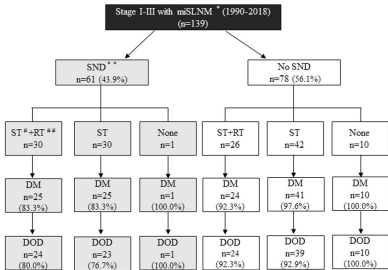 Stage I-III with miSLNM * (1990-2018)
(n=139)
SND**
n=61 (43.9%)
No SND
n=78 (56.1%)
ST#+RT##
n=30
ST
n=30
None
n=1
ST+RT
n=26
ST
n=42
None
n=10
DM
n=25
(83.3%)
DM
n=25
(83.3%)
DM
n=1
(100.0%)
DM
n=24
(92.3%)
DM
n=41
(97.6%)
DM
n=10
(100.0%)
DOD
n=24
(80.0%)
DOD
n=23
(76.7%)
DOD
n=1
(100.0%)
DOD
n=24
(92.3%)
DOD
n=39
(92.9%)
DOD
n=10
(100.0%)